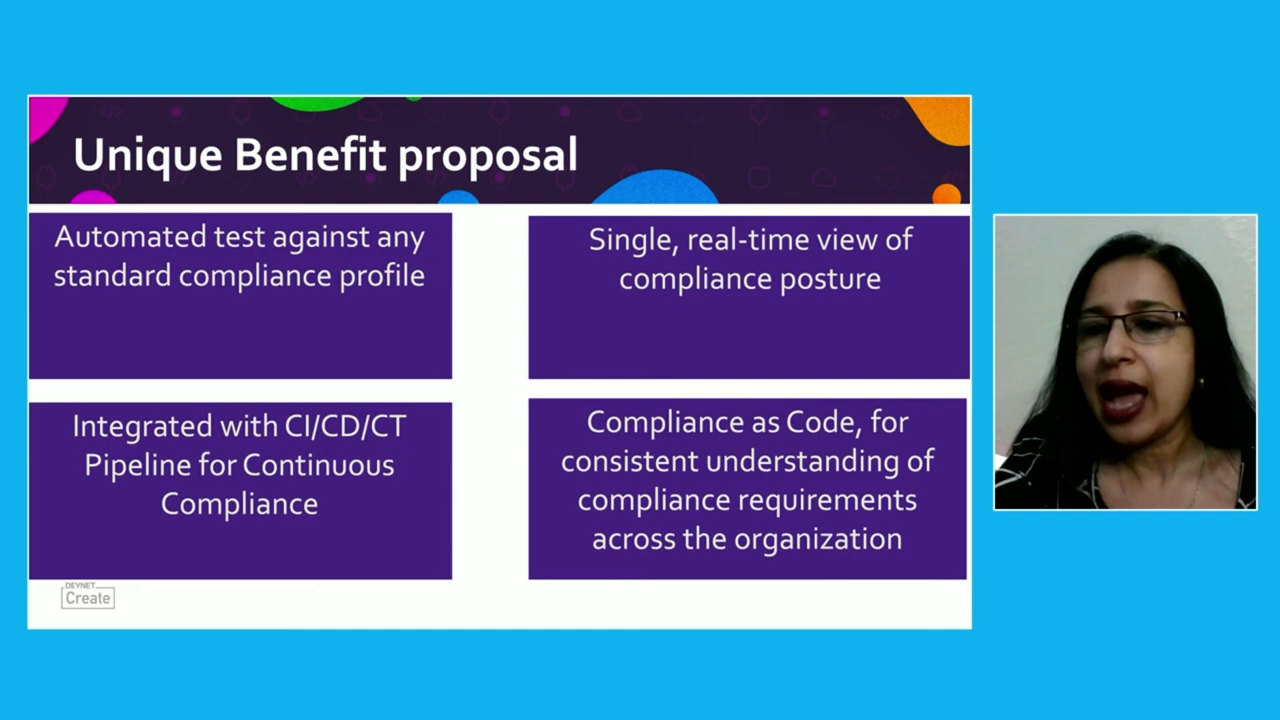 Unique Benefit proposal
Automated test against any
standard compliance profile
Single, real-time view of
compliance posture
Integrated with CI/CD/CT
Pipeline for Continuous
Compliance
Compliance as Code, for
consistent understanding of
compliance requirements
across the organization
DEVNET
Create